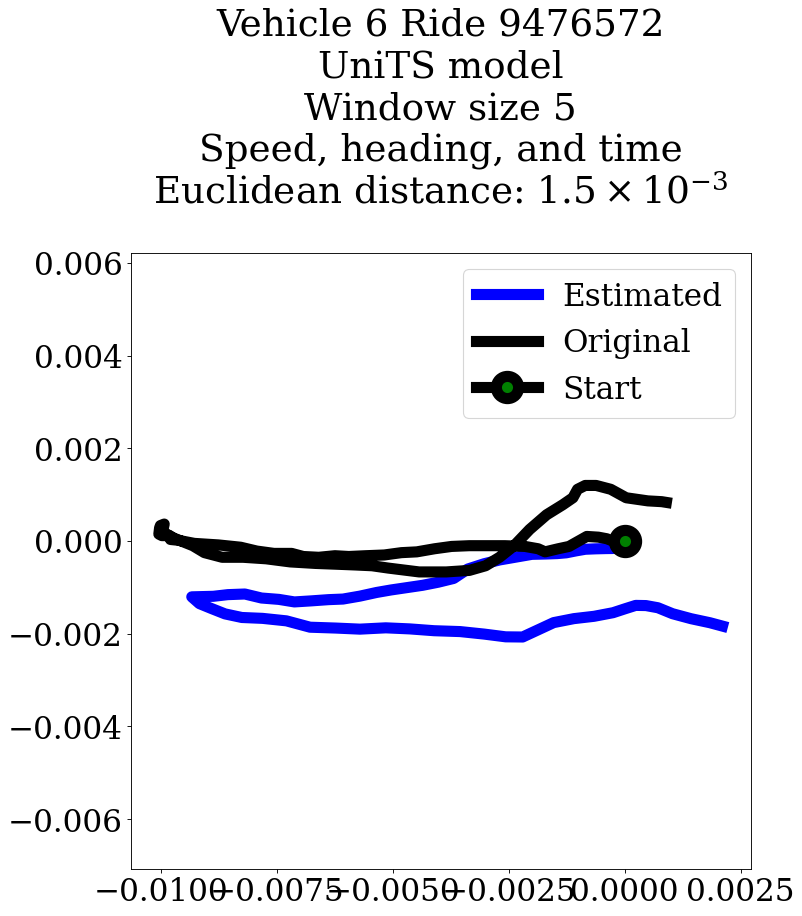 Vehicle 6 Ride 9476572
UniTS model
Window size 5
Speed, heading, and time
Euclidean distance: 1.5 × 10⁻³
0.006
0.004
0.002
0.000
−0.002
−0.004
−0.006
Estimated
Original
Start
−0.0100 −0.0075 −0.0050 −0.0025 0.0000 0.0025